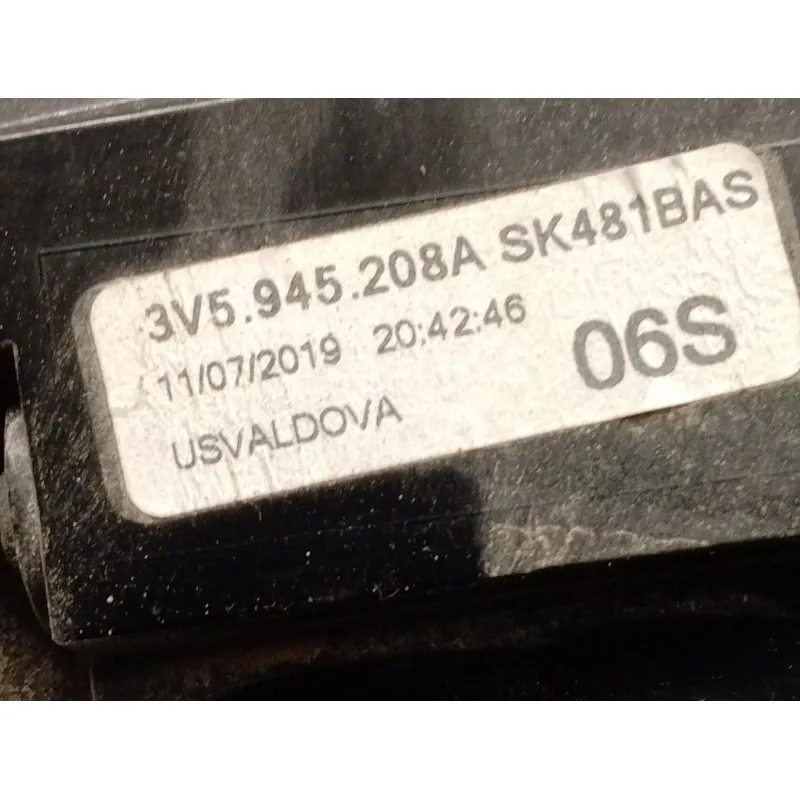 3V5.945.208A SK481BAS
11/07/2019 20:42:46 06S
USVALDOVA